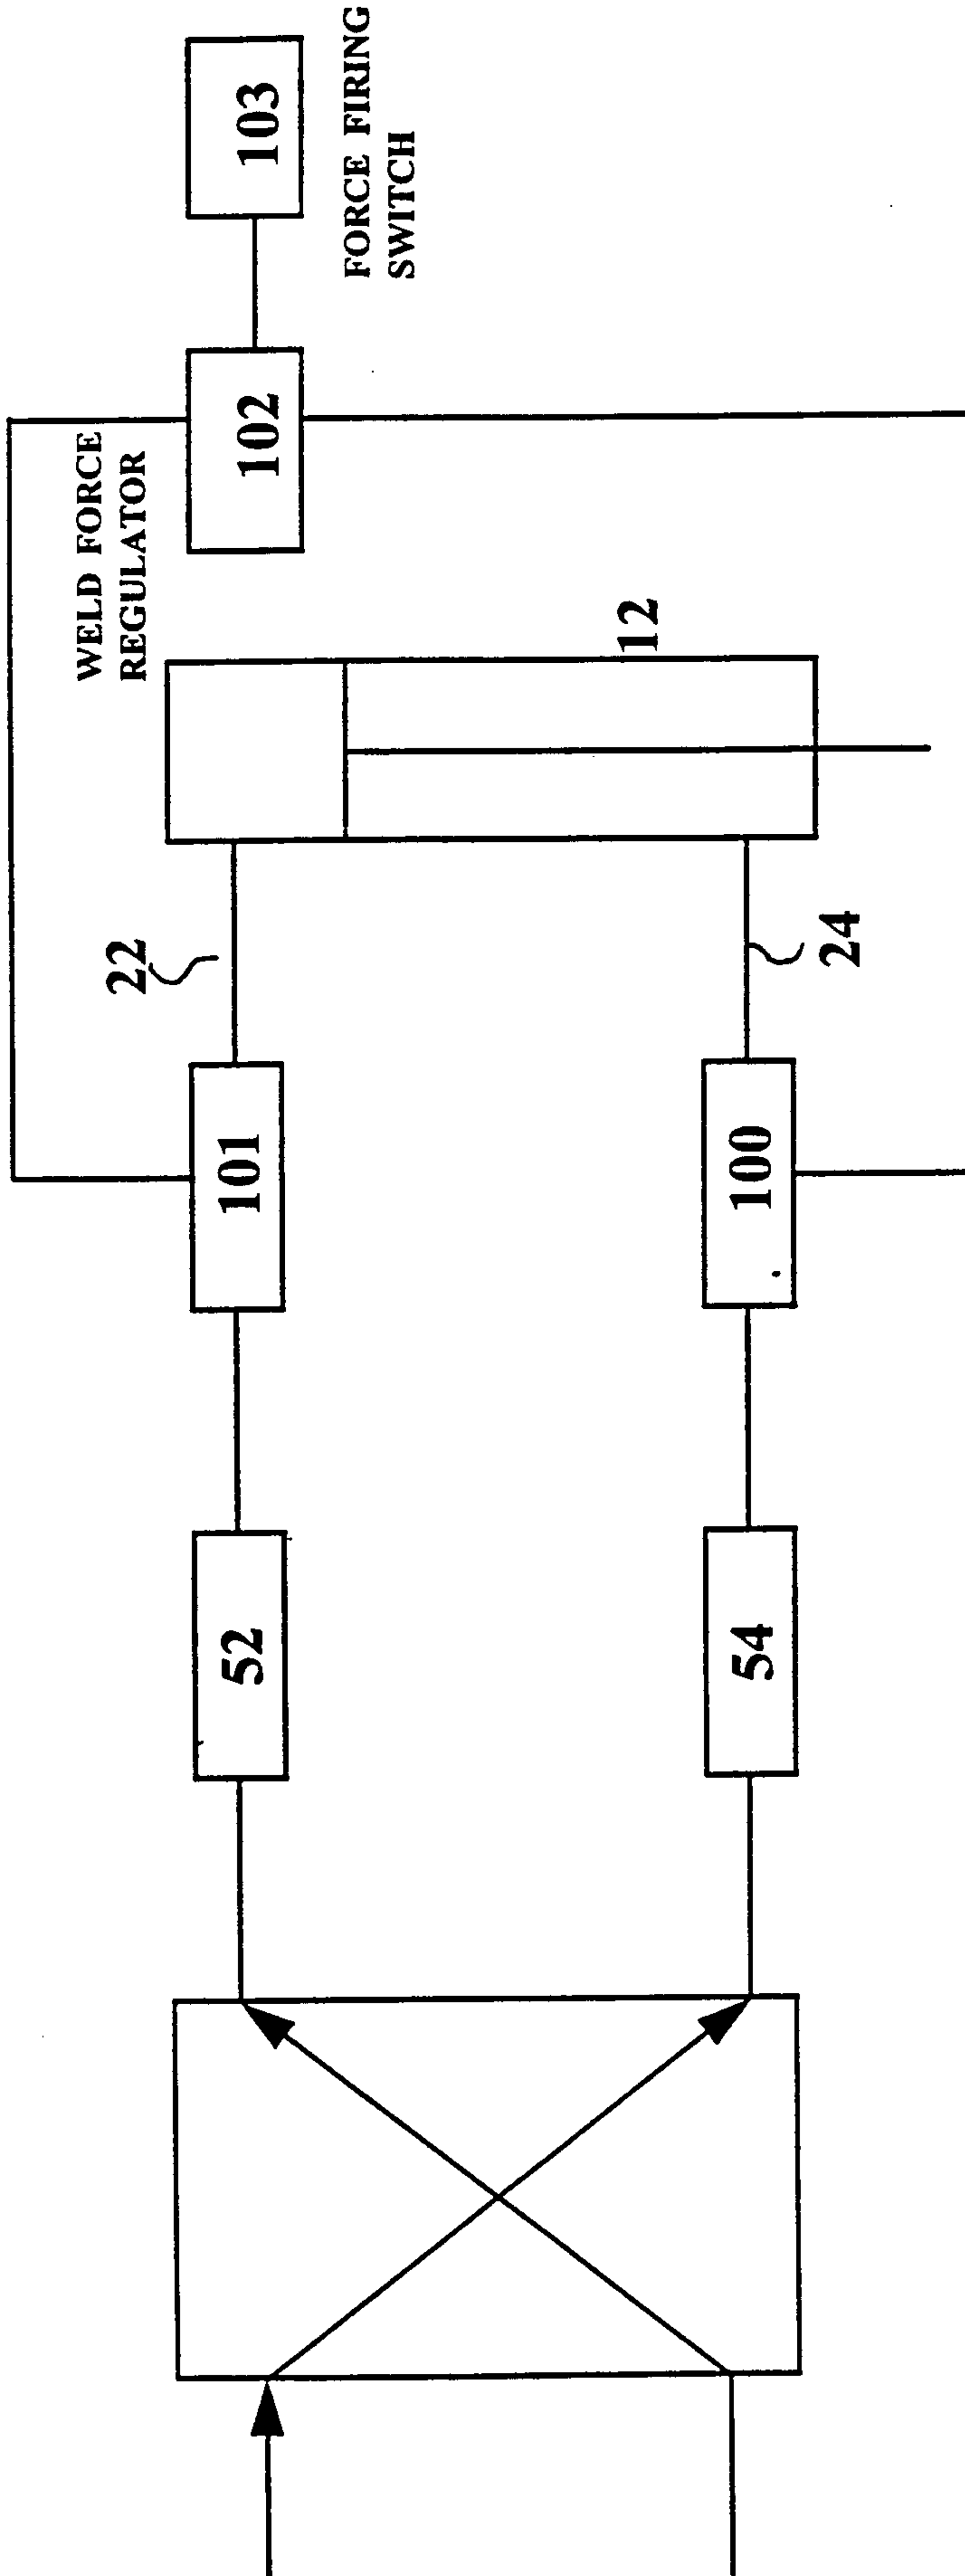 103
FORCE FIRING
SWITCH
102
WELD FORCE
REGULATOR
12
22
24
101
100
52
54